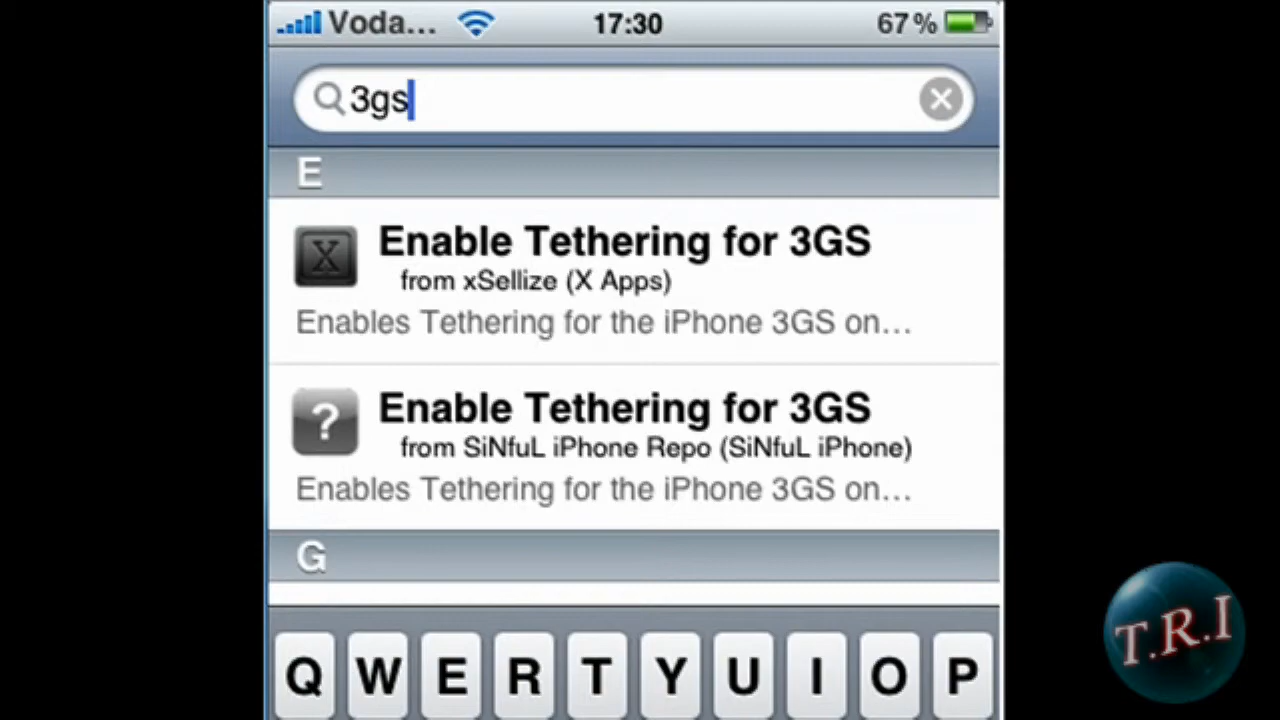 Voda... 17:30 67%
3gs
E
X
Enable Tethering for 3GS
from xSellize (X Apps)
Enables Tethering for the iPhone 3GS on...
?
Enable Tethering for 3GS
from SiNfuL iPhone Repo (SiNfuL iPhone)
Enables Tethering for the iPhone 3GS on...
G
Q W E R T Y U I O P
T.R.I